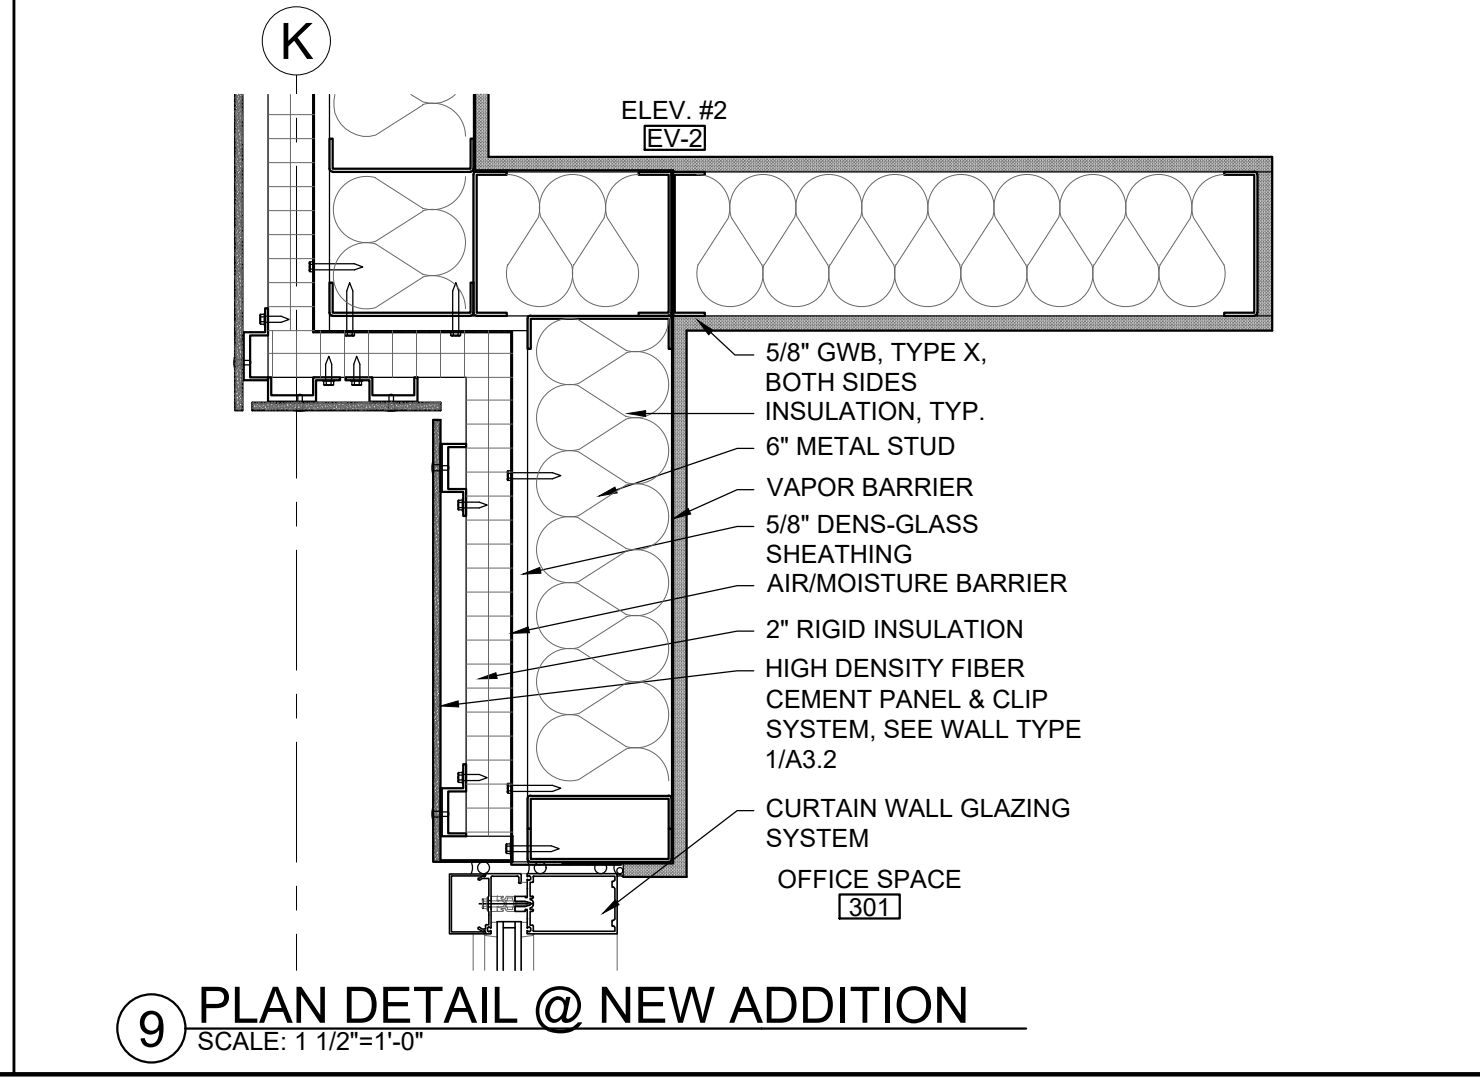 K
ELEV. #2
EV-2
5/8" GWB, TYPE X,
BOTH SIDES
INSULATION, TYP.
6" METAL STUD
VAPOR BARRIER
5/8" DENS-GLASS
SHEATHING
AIR/MOISTURE BARRIER
2" RIGID INSULATION
HIGH DENSITY FIBER
CEMENT PANEL & CLIP
SYSTEM, SEE WALL TYPE
1/A3.2
CURTAIN WALL GLAZING
SYSTEM
OFFICE SPACE
301
9
PLAN DETAIL @ NEW ADDITION
SCALE: 1 1/2"=1'-0"